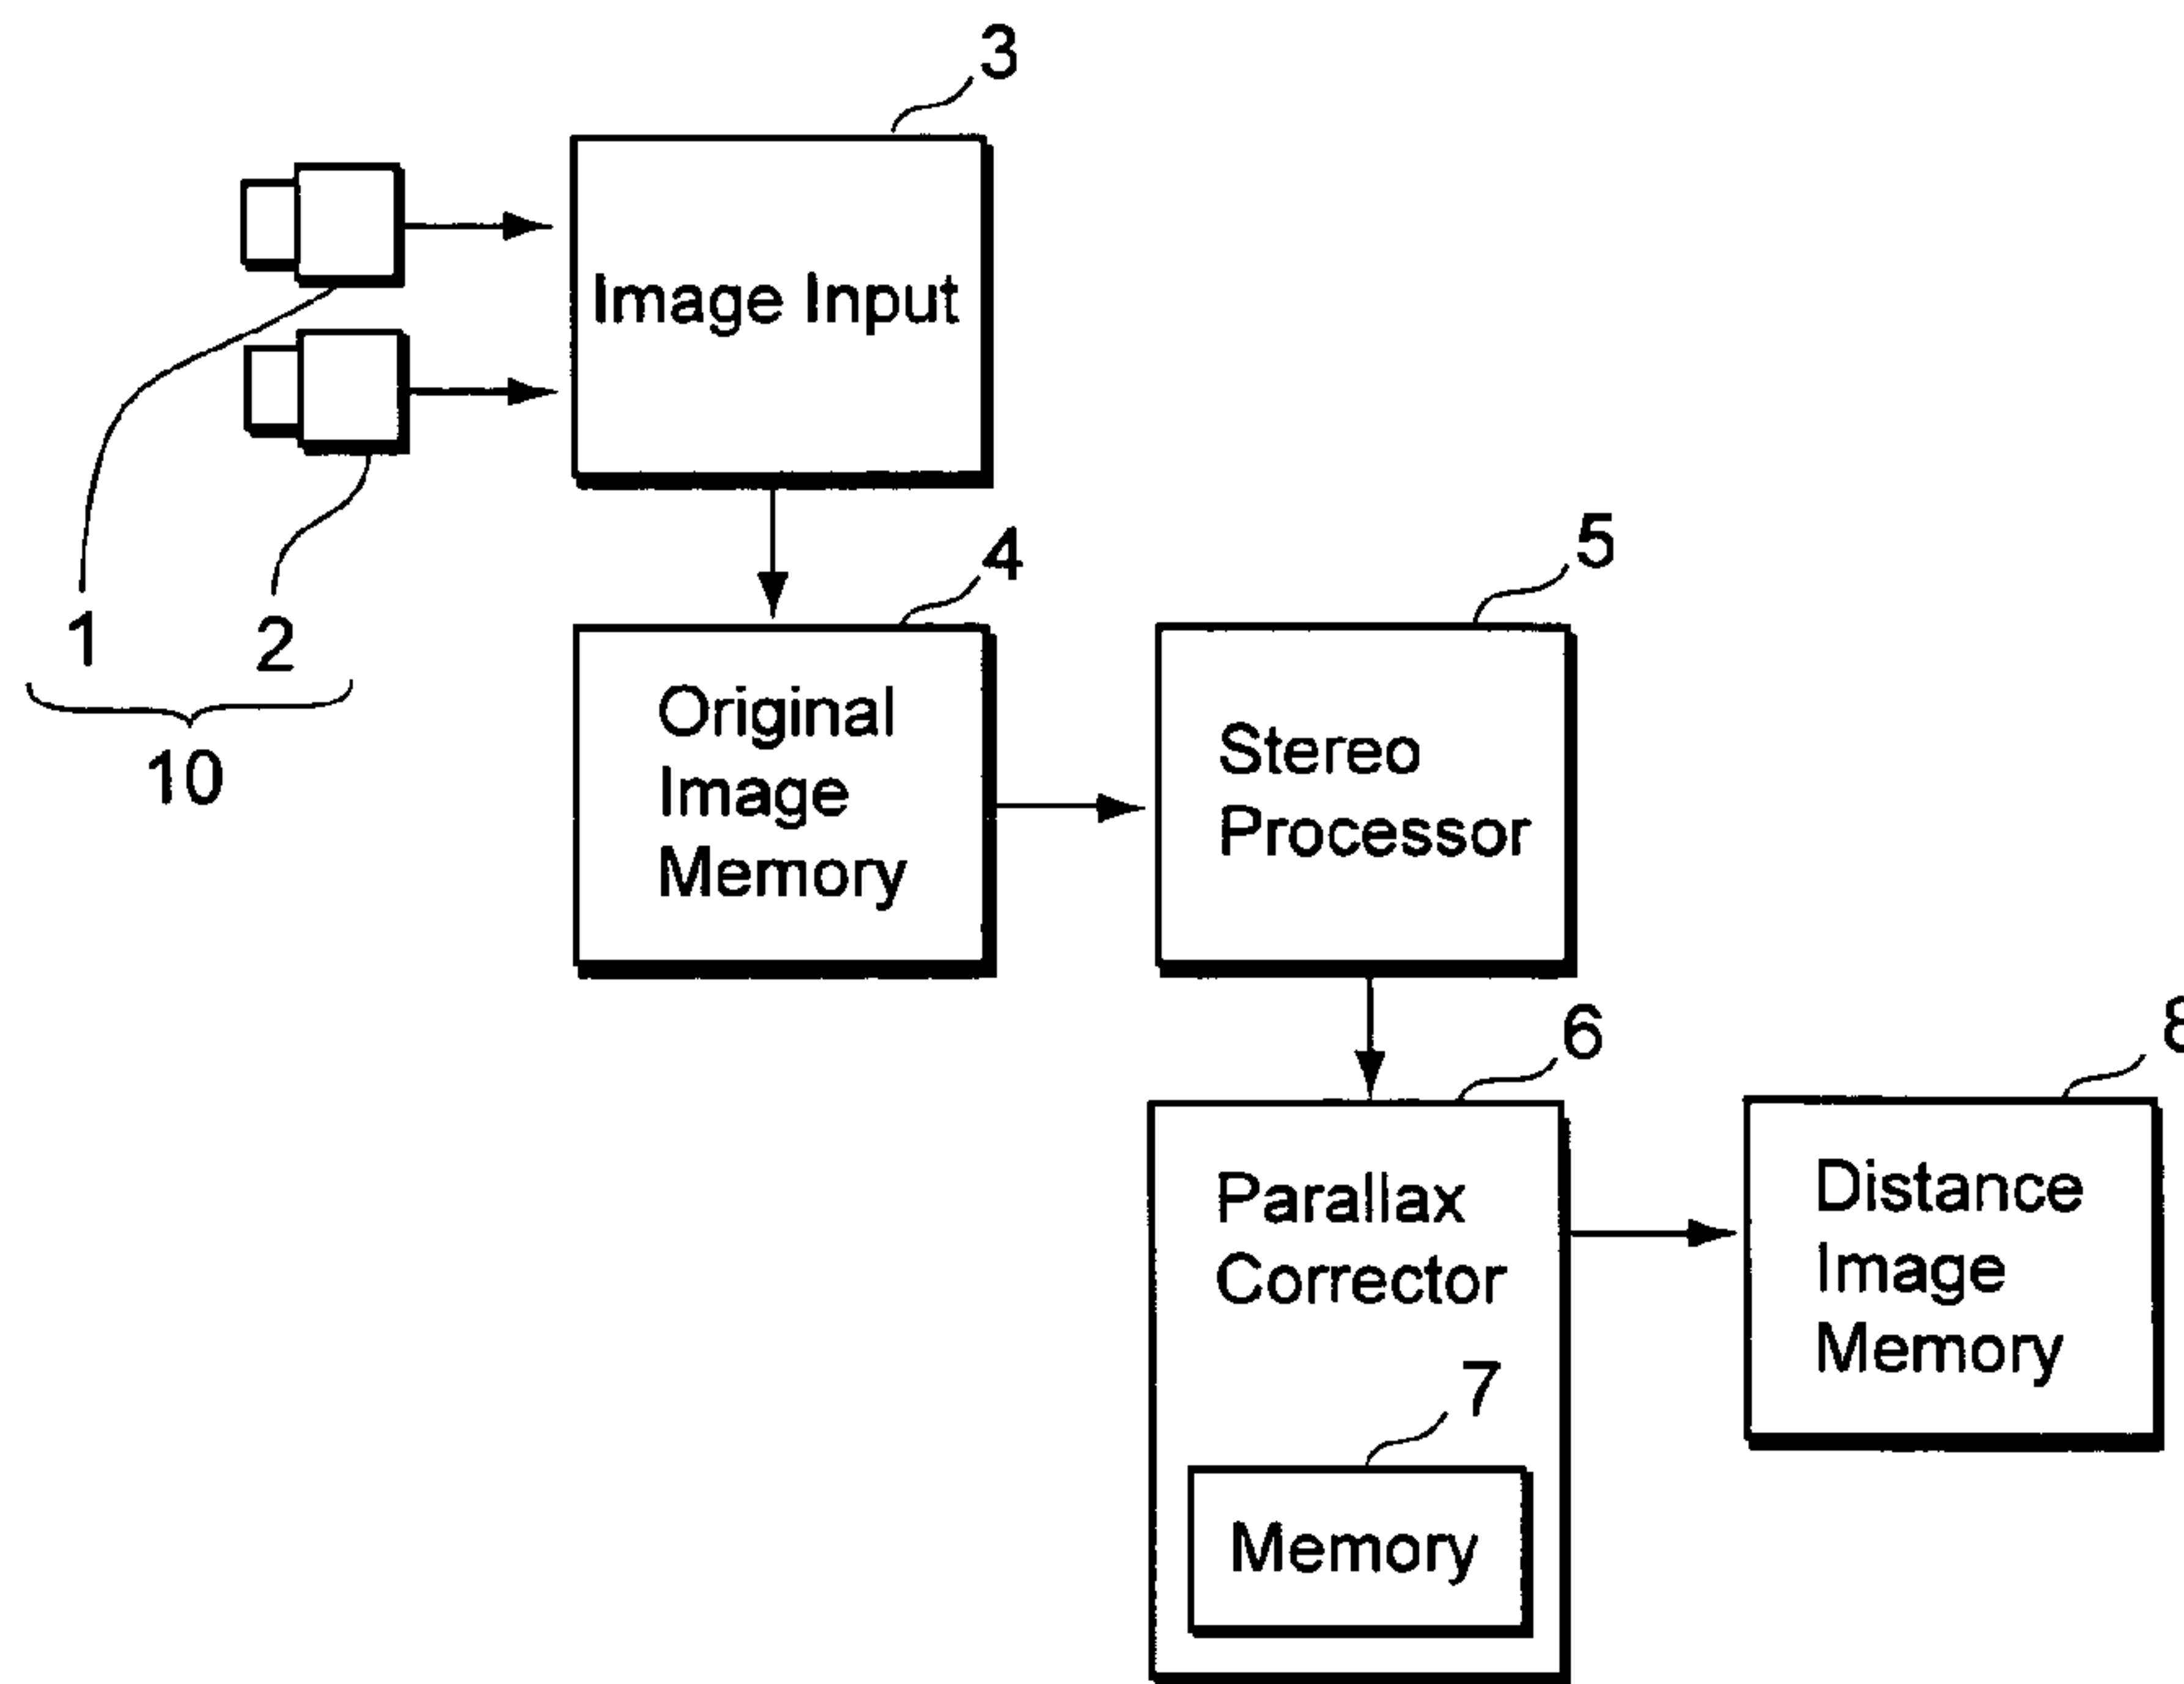 3
Image Input
1
2
10
4
Original
Image
Memory
5
Stereo
Processor
6
Parallax
Corrector
7
Memory
8
Distance
Image
Memory